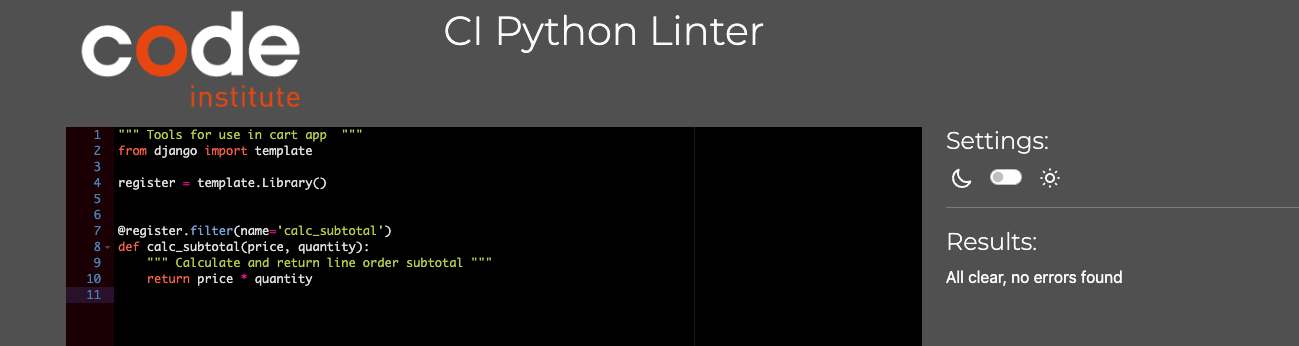 code
institute
CI Python Linter
1 """ Tools for use in cart app  """
2 from django import template
3
4 register = template.Library()
5
6
7 @register.filter(name='calc_subtotal')
8 def calc_subtotal(price, quantity):
9     """ Calculate and return line order subtotal """
10     return price * quantity
11
Settings:
Results:
All clear, no errors found